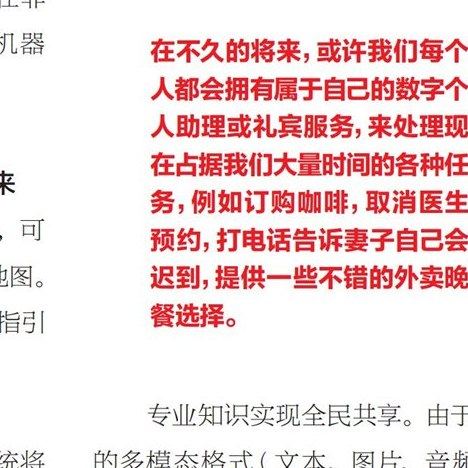 机器
来
，可
地图。
指引
统将
在不久的将来，或许我们每个
人都会拥有属于自己的数字个
人助理或礼宾服务，来处理现
在占据我们大量时间的各种任
务，例如订购咖啡，取消医生
预约，打电话告诉妻子自己会
迟到，提供一些不错的外卖晚
餐选择。
专业知识实现全民共享。由于
的多模态格式（文本、图片、音频